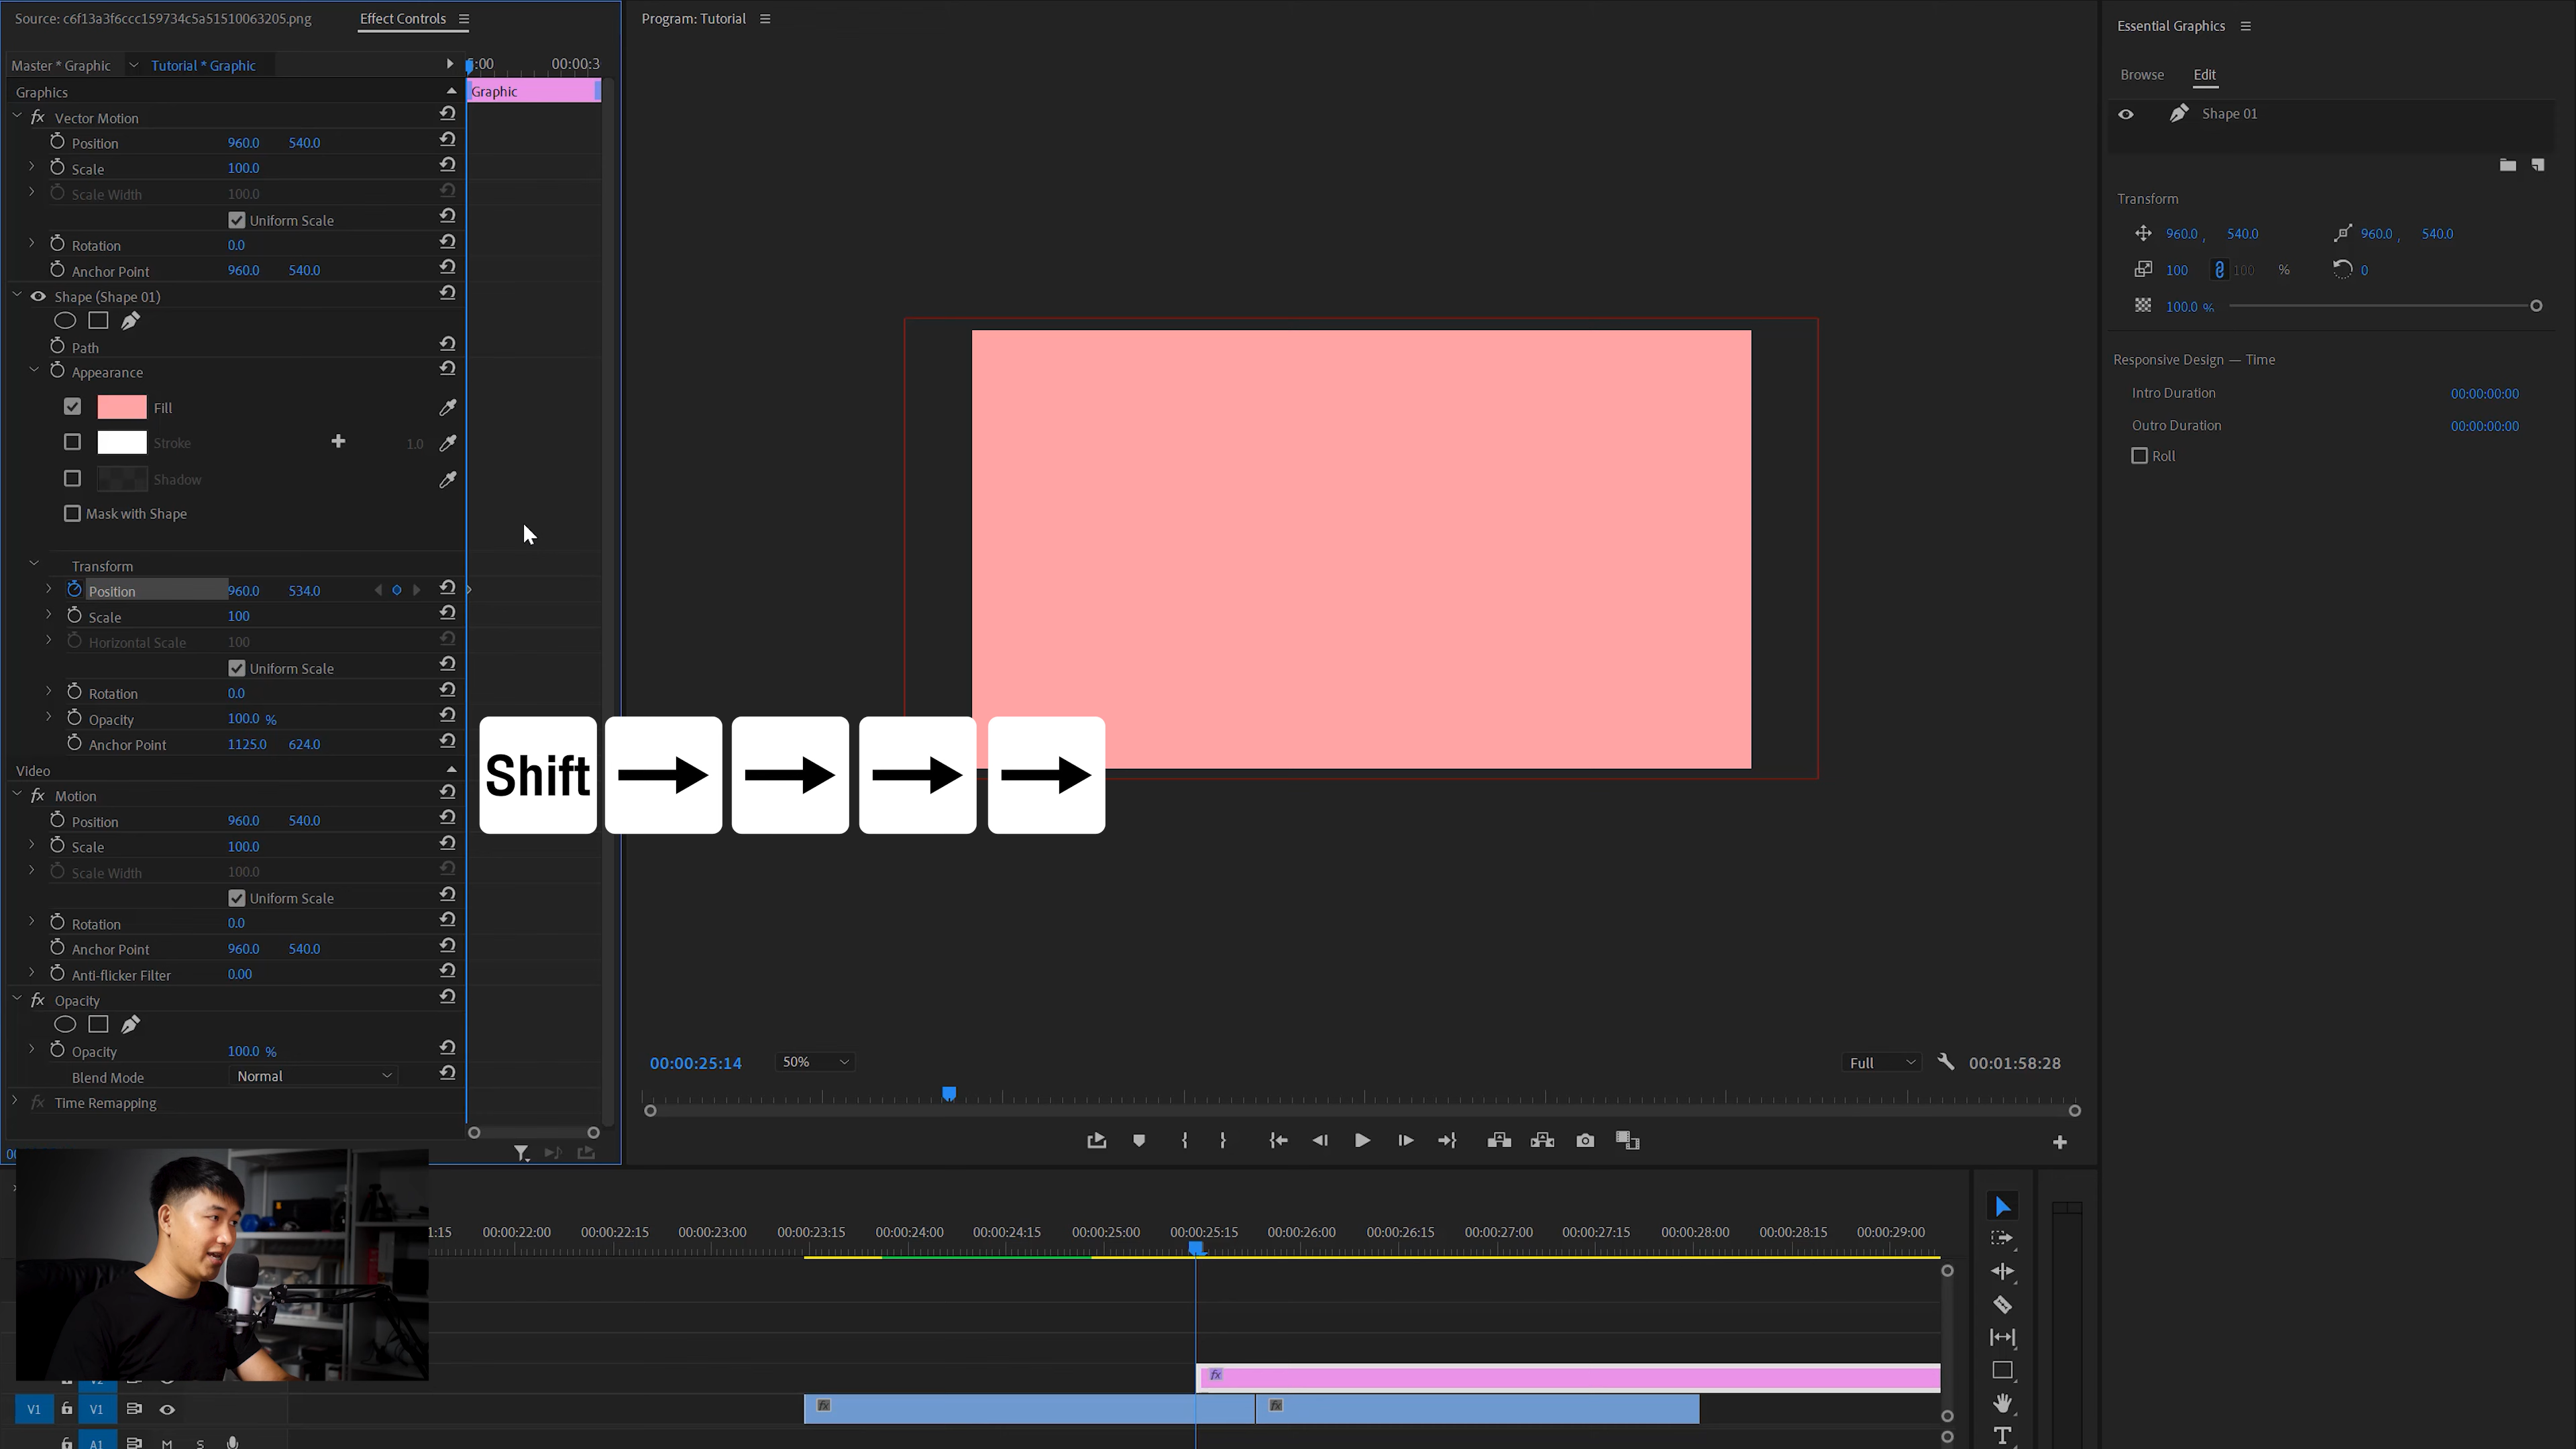 Source: c6f13a3f6ccc159734c5a51510063205.png
Effect Controls
Program: Tutorial
Essential Graphics
Master * Graphic
Tutorial * Graphic
:00
00:00:3
Browse
Edit
Graphics
Graphic
fx Vector Motion
Shape 01
Position 960.0 540.0
Scale 100.0
Scale Width 100.0
Uniform Scale
Rotation 0.0
Anchor Point 960.0 540.0
Transform
960.0 , 540.0
960.0 , 540.0
100
100 %
0
100.0 %
Shape (Shape 01)
Path
Appearance
Fill
Stroke 1.0
Shadow
Mask with Shape
Responsive Design — Time
Intro Duration 00:00:00:00
Outro Duration 00:00:00:00
Roll
Transform
Position 960.0 534.0
Scale 100
Horizontal Scale 100
Uniform Scale
Rotation 0.0
Opacity 100.0 %
Anchor Point 1125.0 624.0
Shift
Video
fx Motion
Position 960.0 540.0
Scale 100.0
Scale Width 100.0
Uniform Scale
Rotation 0.0
Anchor Point 960.0 540.0
Anti-flicker Filter 0.00
fx Opacity
Opacity 100.0 %
Blend Mode Normal
fx Time Remapping
00:00:25:14
50%
Full
00:01:58:28
1:15 00:00:22:00 00:00:22:15 00:00:23:00 00:00:23:15 00:00:24:00 00:00:24:15 00:00:25:00 00:00:25:15 00:00:26:00 00:00:26:15 00:00:27:00 00:00:27:15 00:00:28:00 00:00:28:15 00:00:29:00
fx
V2
V1 V1
fx fx
A1 M S
T